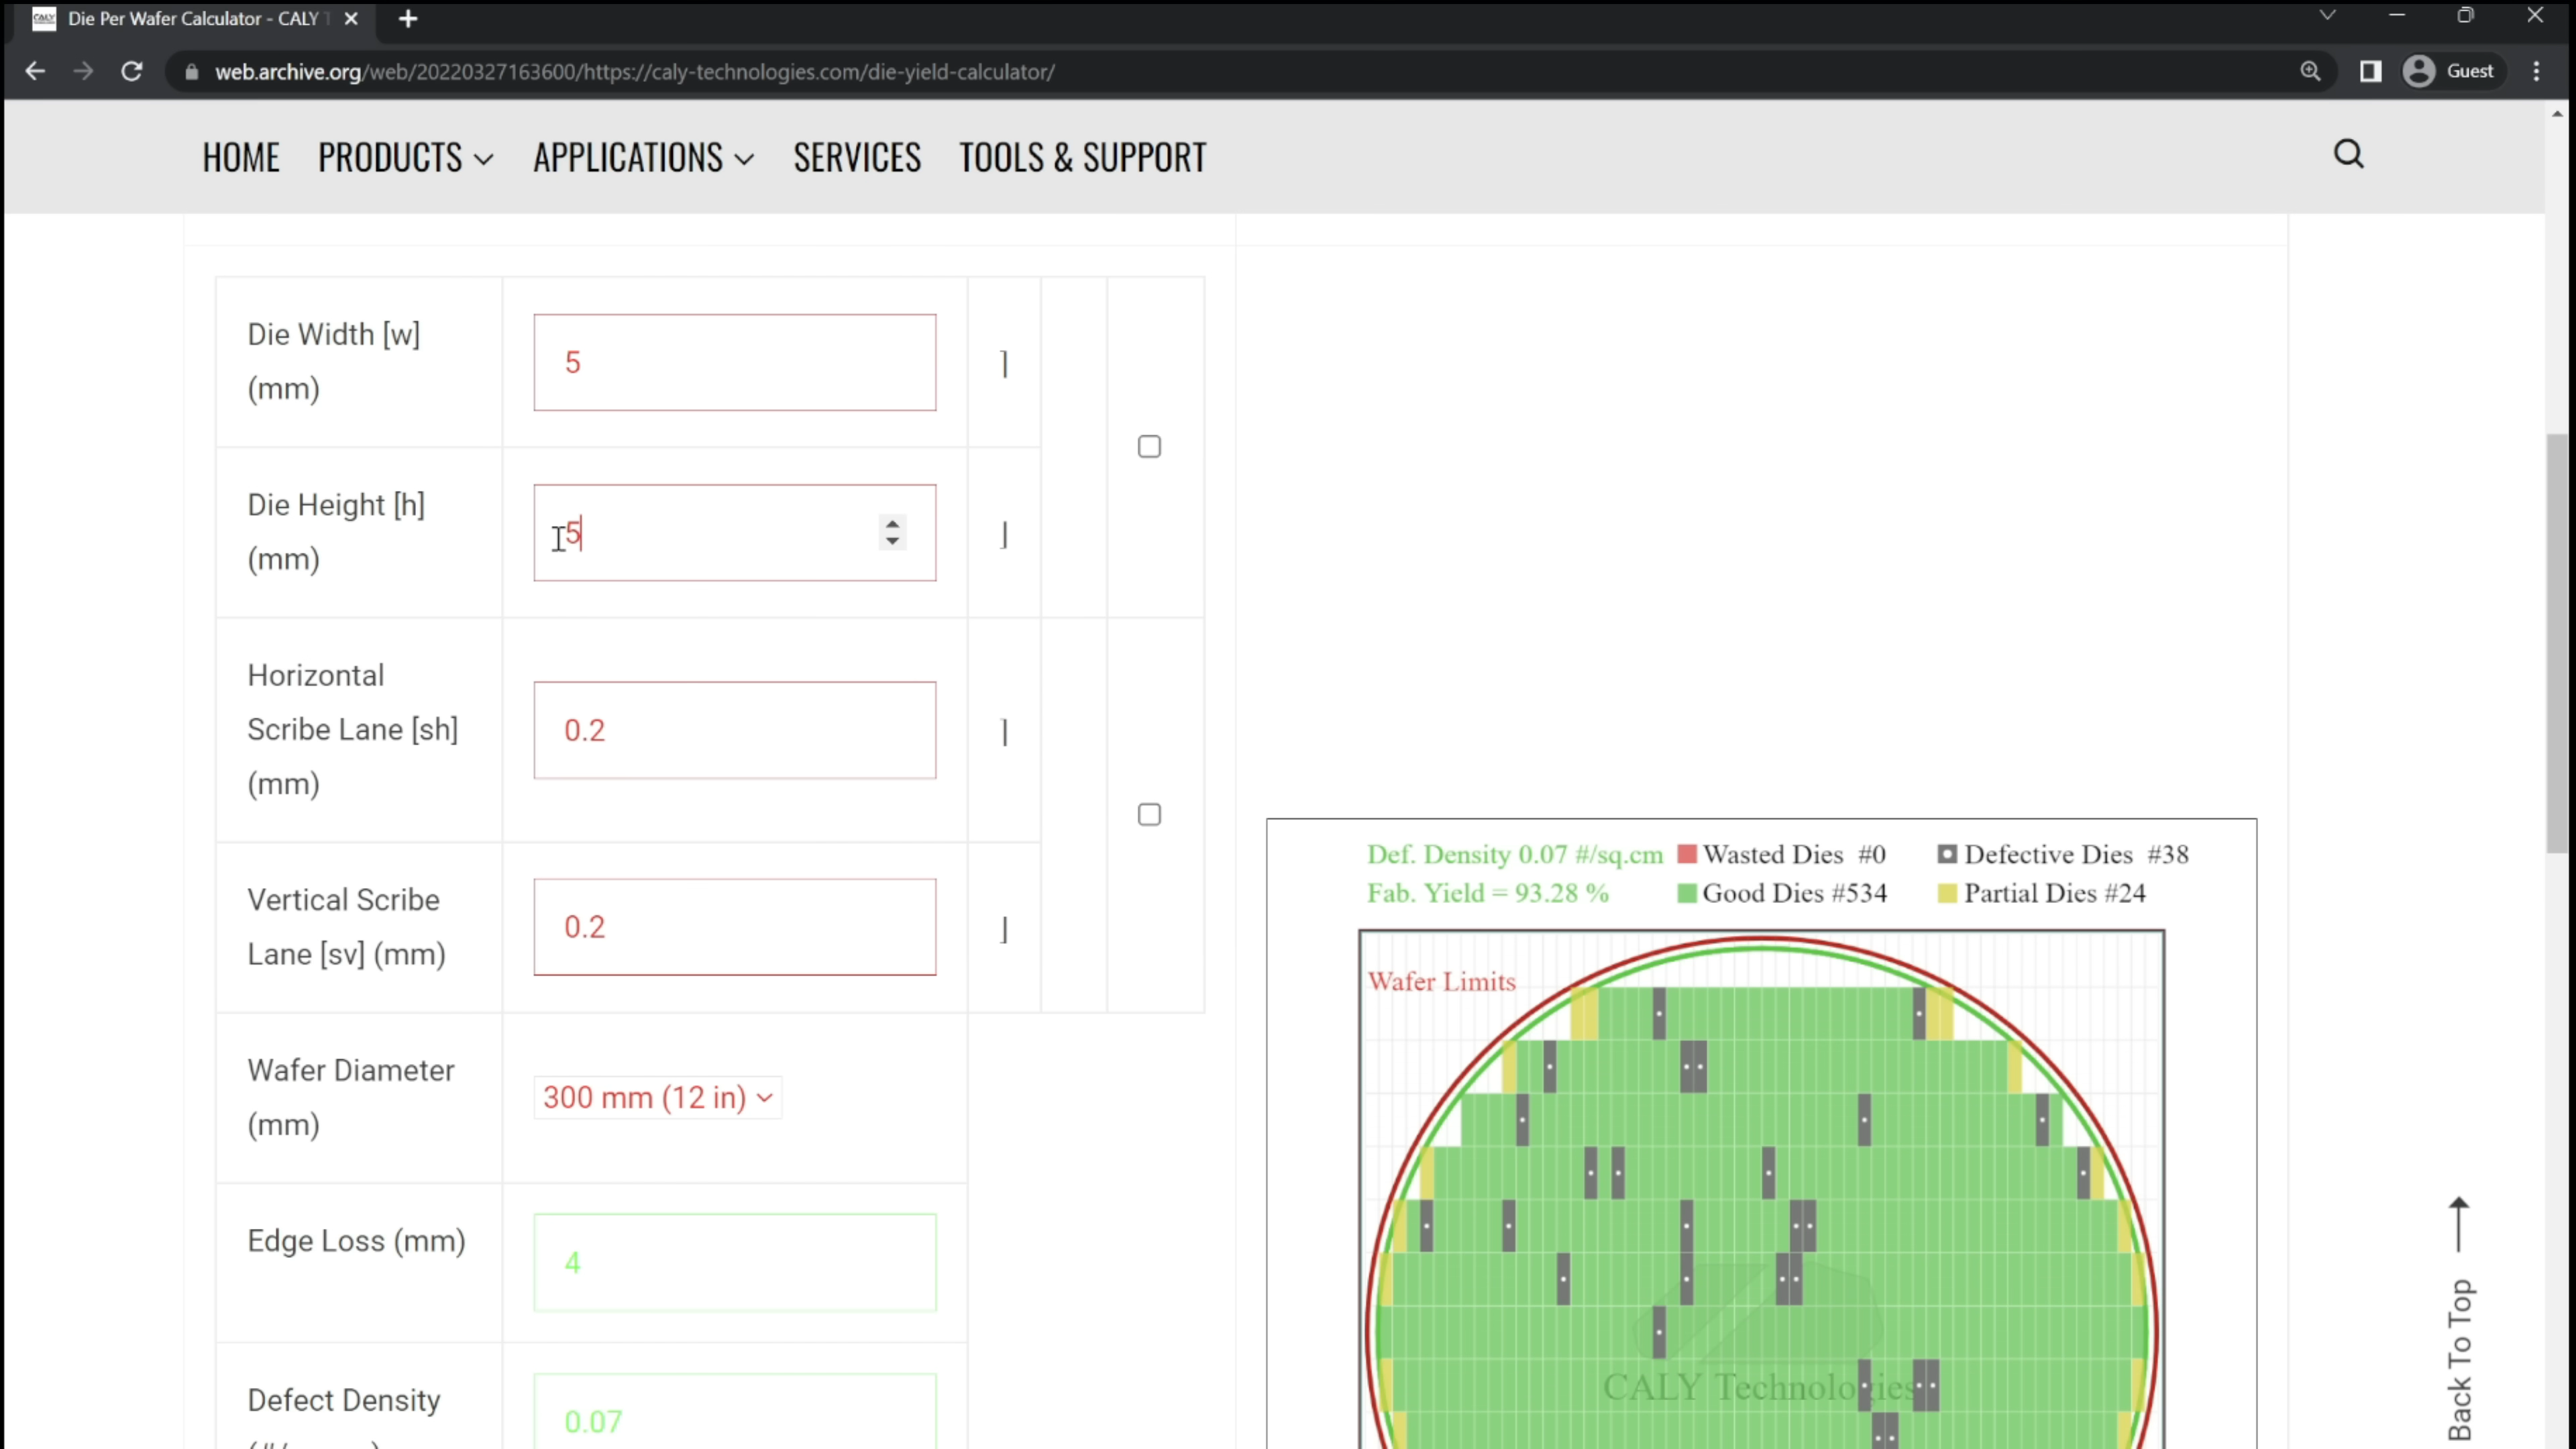 Die Per Wafer Calculator - CALY T
web.archive.org/web/20220327163600/https://caly-technologies.com/die-yield-calculator/
Guest
HOME PRODUCTS APPLICATIONS SERVICES TOOLS & SUPPORT
Die Width [w]
(mm)
5
]
Die Height [h]
(mm)
5
]
Horizontal
Scribe Lane [sh]
(mm)
0.2
]
Vertical Scribe
Lane [sv] (mm)
0.2
]
Wafer Diameter
(mm)
300 mm (12 in)
Edge Loss (mm)
4
Defect Density
0.07
Def. Density 0.07 #/sq.cm Wasted Dies #0 Defective Dies #38
Fab. Yield = 93.28 % Good Dies #534 Partial Dies #24
Wafer Limits
CALY Technologies
Back To Top